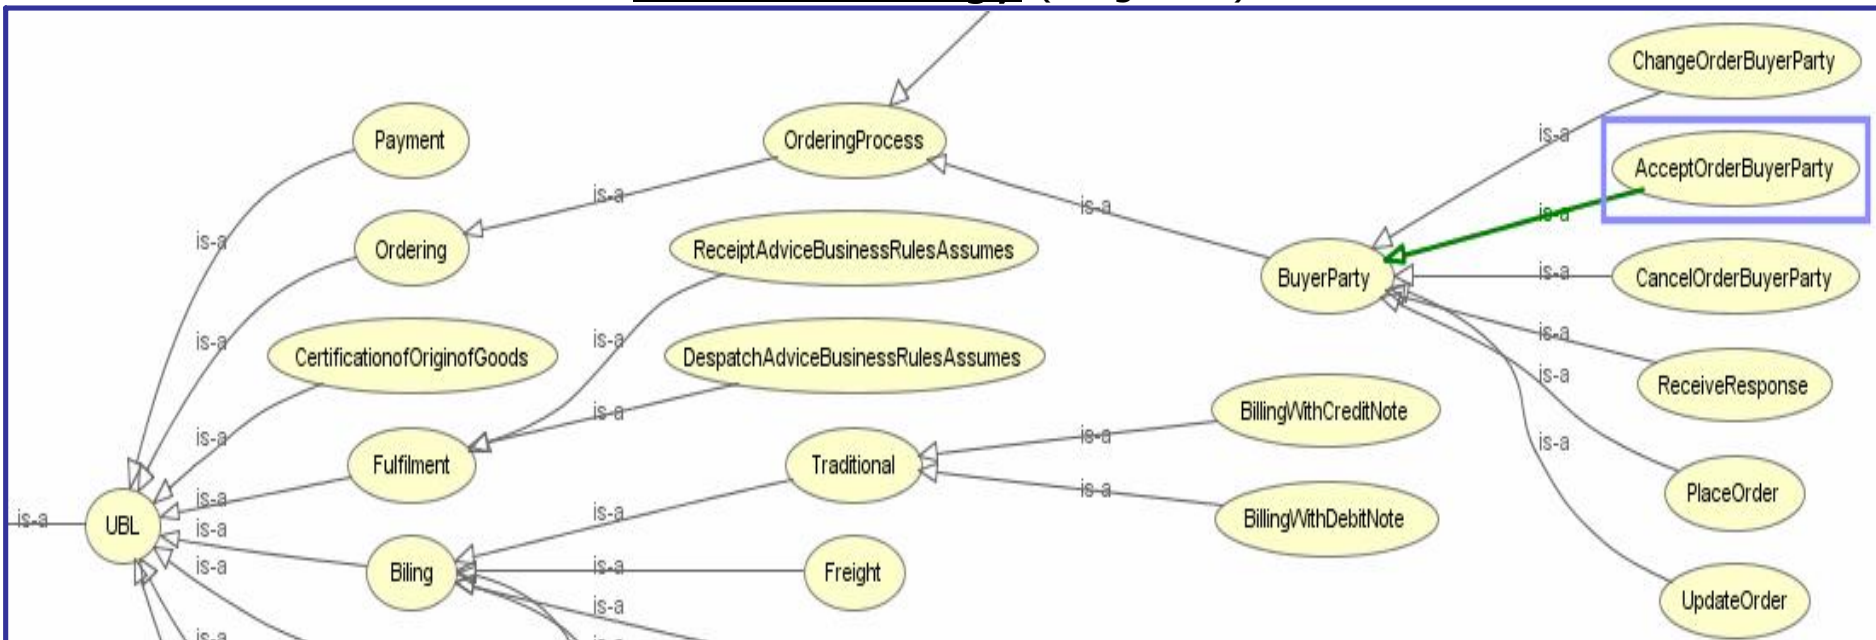 ChangeOrderBuyerParty
is-a
Payment
OrderingProcess
AcceptOrderBuyerParty
is-a
is-a
is-a
is-a
Ordering
ReceiptAdviceBusinessRulesAssumes
BuyerParty
is-a
CancelOrderBuyerParty
is-a
is-a
is-a
CertificationofOriginofGoods
DespatchAdviceBusinessRulesAssumes
is-a
ReceiveResponse
is-a
BillingWithCreditNote
is-a
is-a
is-a
Fulfilment
Traditional
is-a
is-a
is-a
PlaceOrder
is-a
is-a
UBL
is-a
BillingWithDebitNote
is-a
Biling
is-a
Freight
is-a
UpdateOrder
is-a